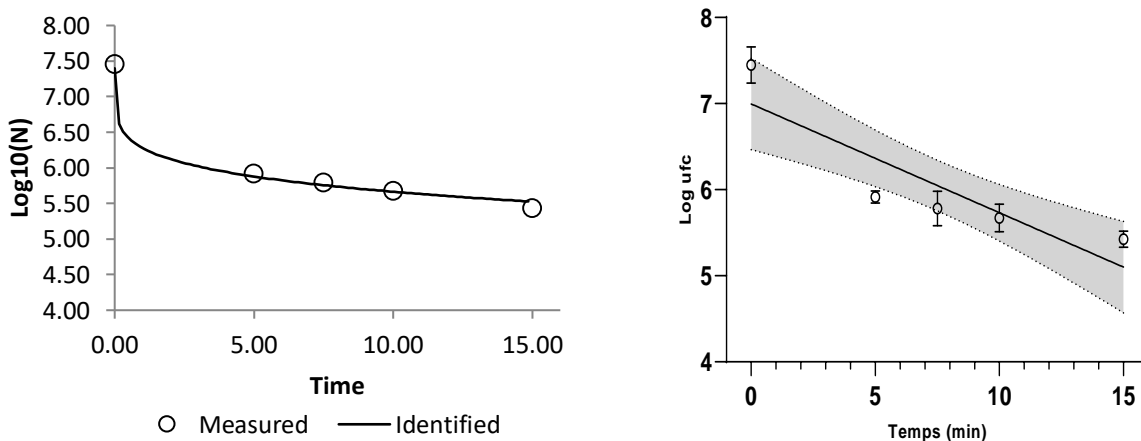 8.00
7.50
7.00
6.50
6.00
5.50
5.00
4.50
4.00
Log10(N)
0.00 5.00 10.00 15.00
Time
Measured Identified
8
7
6
5
4
Log ufc
0 5 10 15
Temps (min)